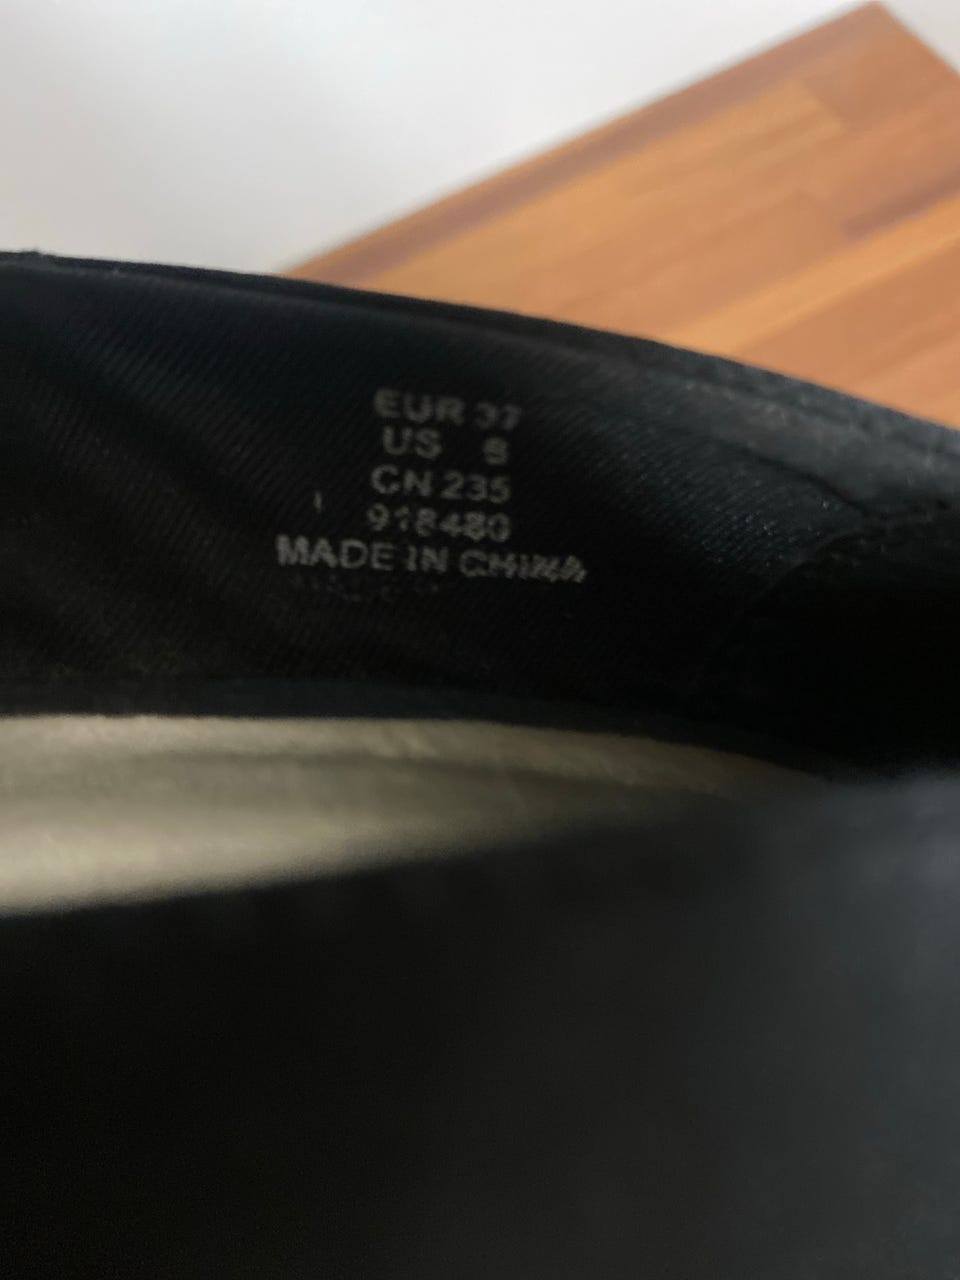 EUR 37
US 6
CN 235
918480
MADE IN CHINA